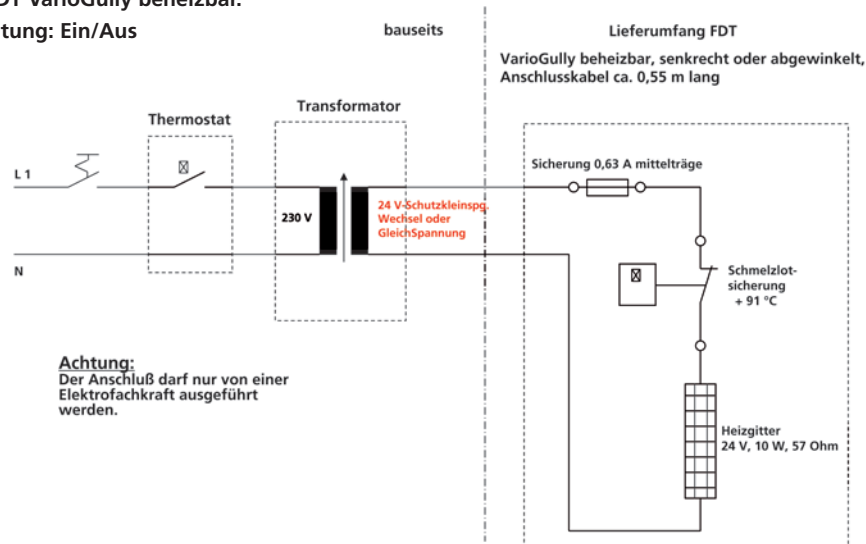 VarioGully beheizbar.
Ein/Aus
bauseits
Lieferumfang FDT
VarioGully beheizbar, senkrecht oder abgewinkelt,
Anschlusskabel ca. 0,55 m lang
Thermostat
Transformator
Sicherung 0,63 A mittelträge
L 1
230 V
24 V-Schutzkleinspg.
Wechsel oder
GleichSpannung
N
Schmelzlot-
sicherung
+ 91 °C
Achtung:
Der Anschluß darf nur von einer
Elektrofachkraft ausgeführt
werden.
Heizgitter
24 V, 10 W, 57 Ohm